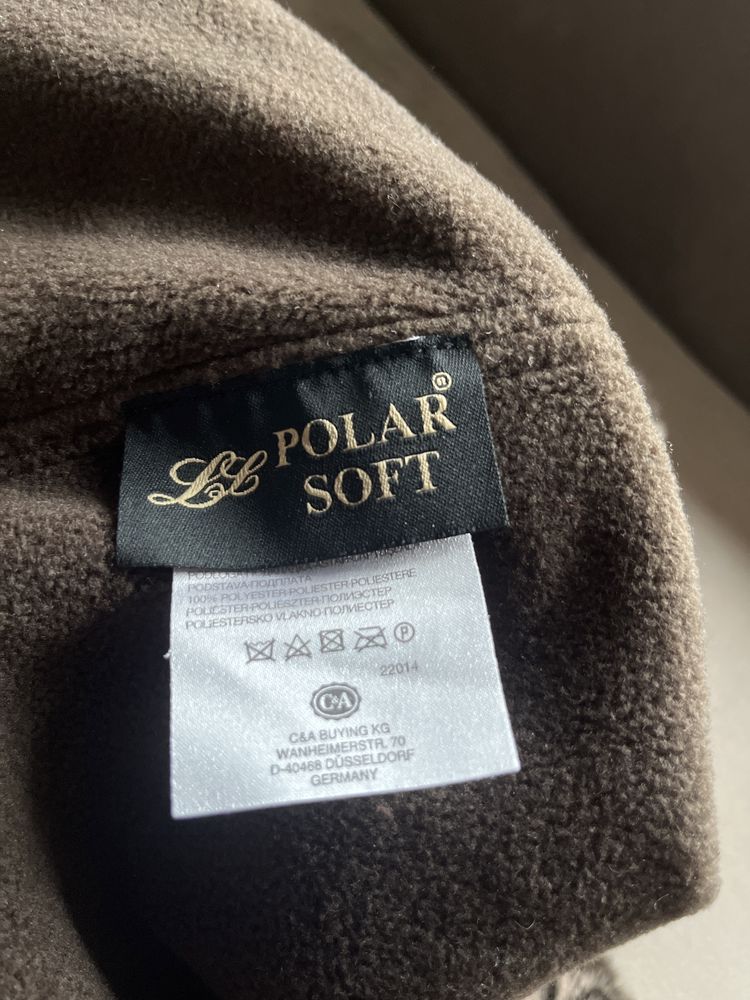 L&C POLAR
SOFT
®
PODSTAVA·ПОДПЛАТА
100% POLYESTER·POLIESTER·POLIESTERE
POLIESTER·POLIÉSZTER·ПОЛИЭСТЕР
POLIESTERSKO VLAKNO·ПОЛИЕСТЕР
P
22014
C&A
C&A BUYING KG
WANHEIMERSTR. 70
D-40468 DÜSSELDORF
GERMANY